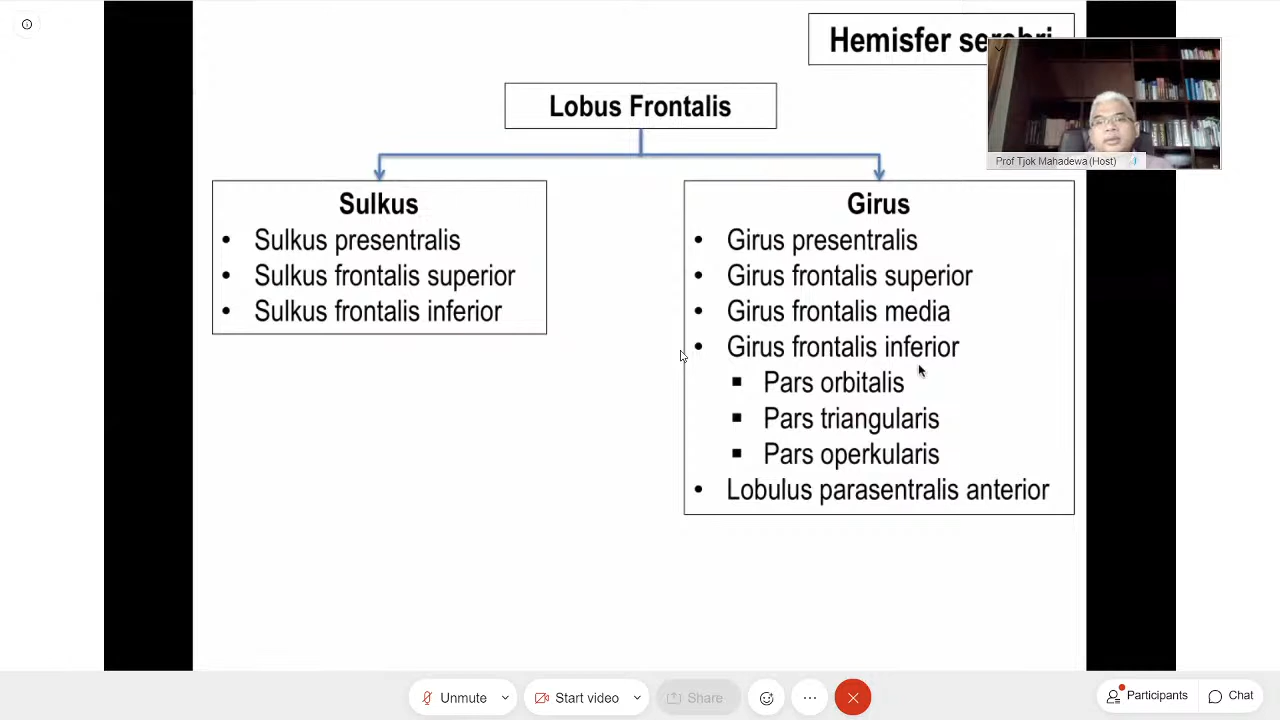 Hemisfer serebri
Lobus Frontalis
Prof Tjok Mahadewa (Host)
Sulkus
• Sulkus presentralis
• Sulkus frontalis superior
• Sulkus frontalis inferior
Girus
• Girus presentralis
• Girus frontalis superior
• Girus frontalis media
• Girus frontalis inferior
▪ Pars orbitalis
▪ Pars triangularis
▪ Pars operkularis
• Lobulus parasentralis anterior
Unmute
Start video
Share
Participants
Chat